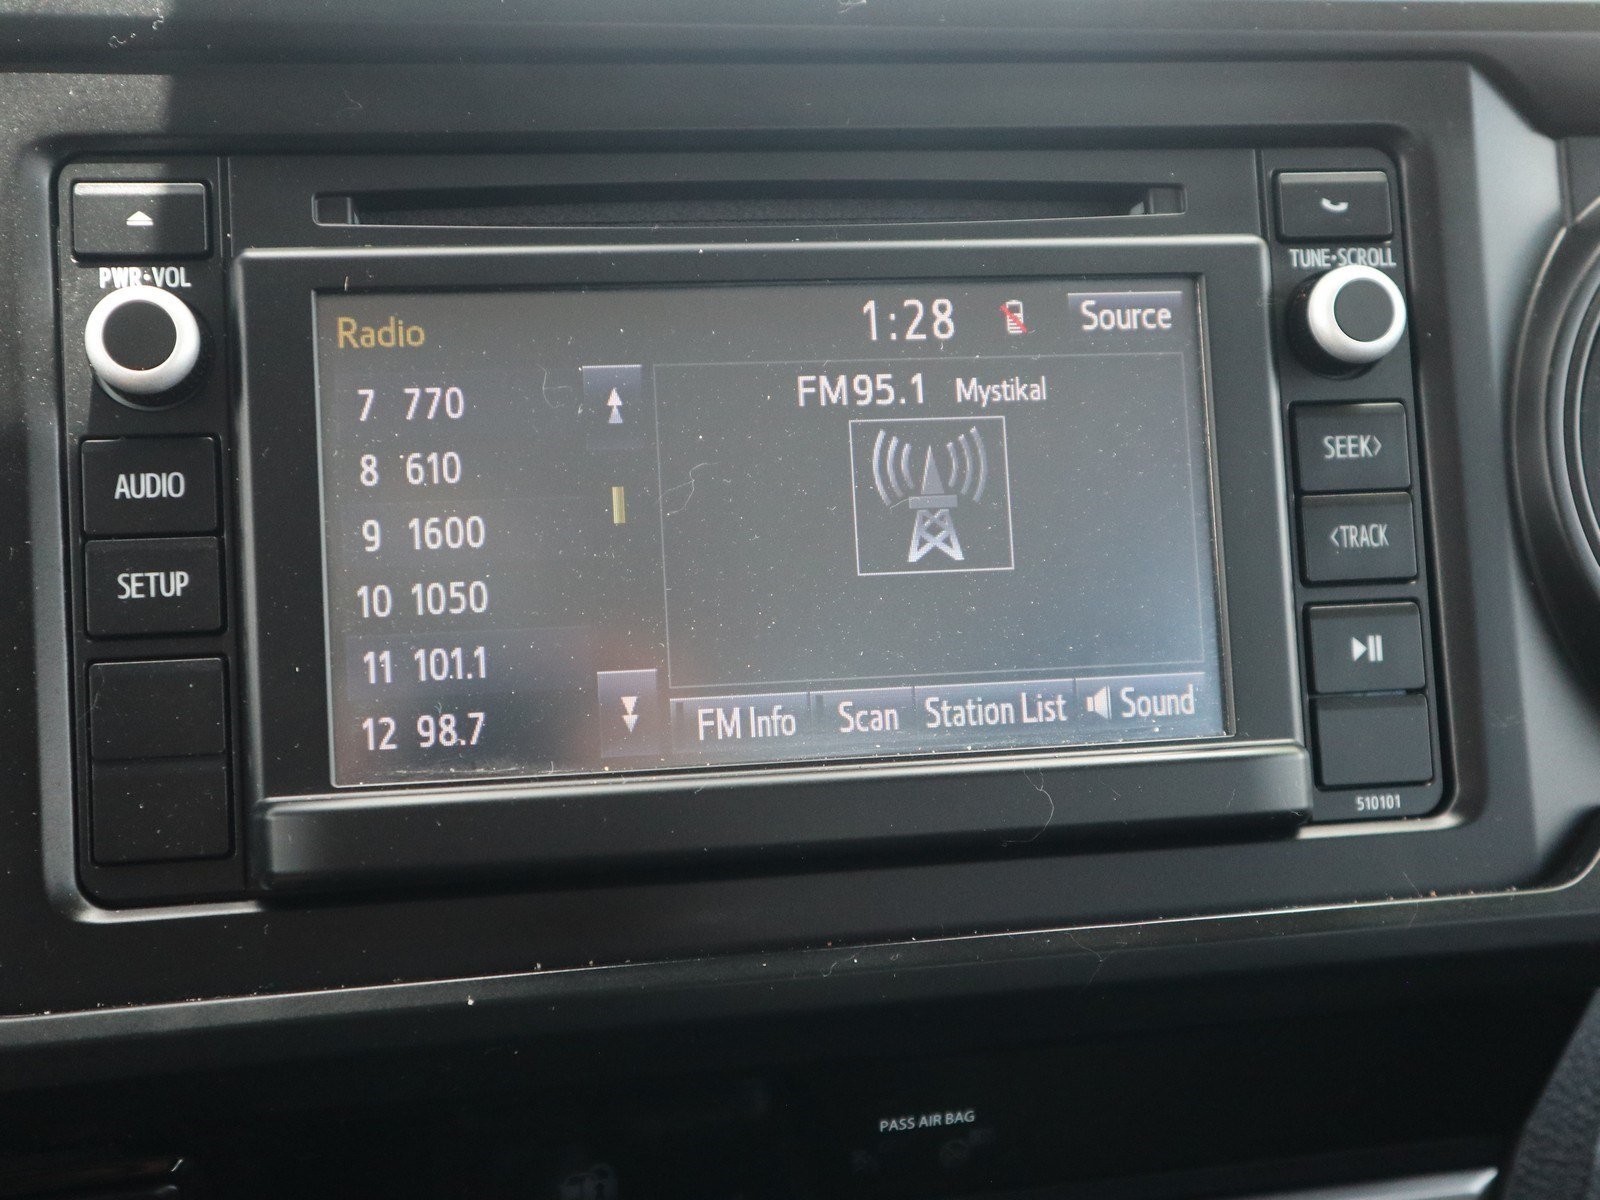 PWR•VOL
TUNE•SCROLL
Radio
1:28
Source
7 770
8 610
9 1600
10 1050
11 101.1
12 98.7
FM95.1 Mystikal
FM Info
Scan
Station List
Sound
AUDIO
SETUP
SEEK>
<TRACK
510101
PASS AIR BAG